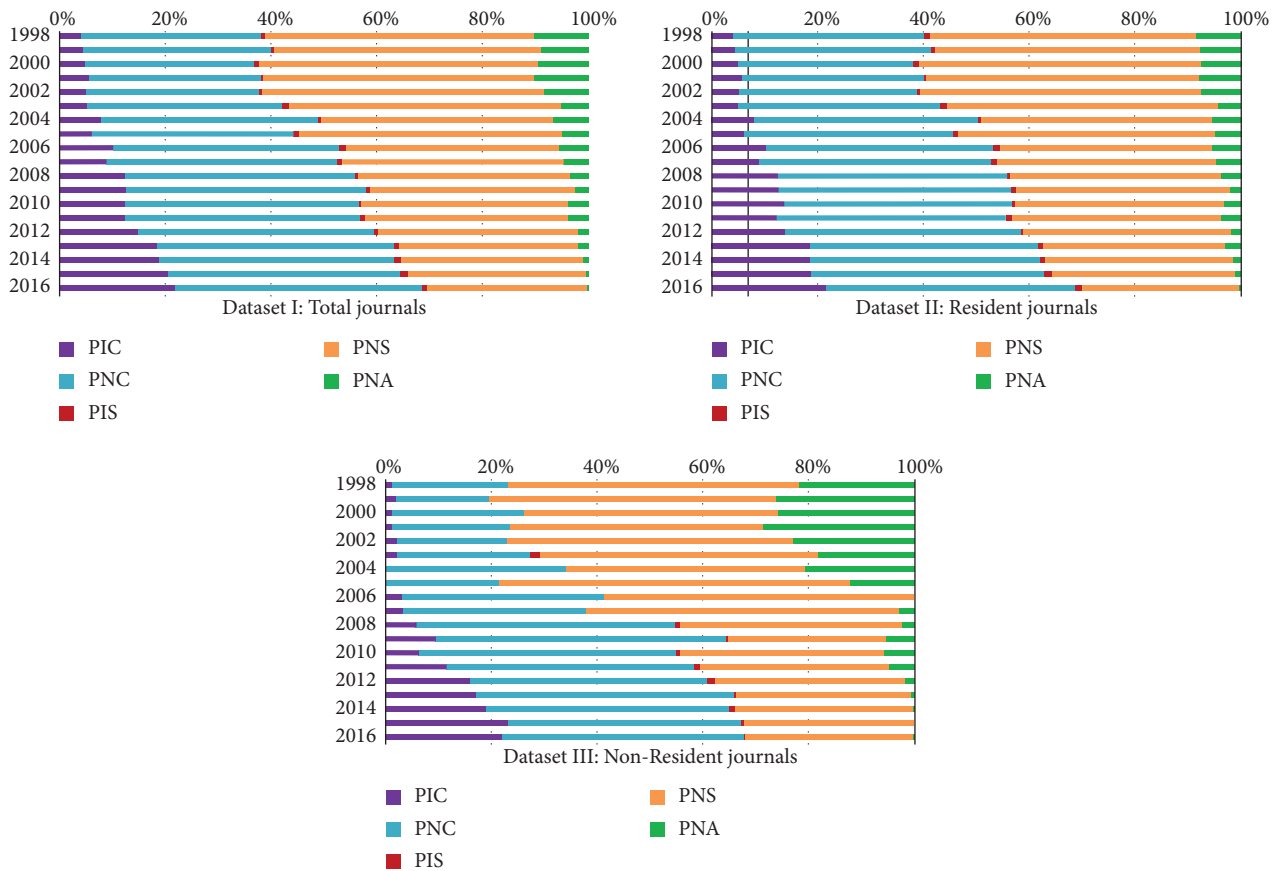 0% 20% 40% 60% 80% 100%
1998
2000
2002
2004
2006
2008
2010
2012
2014
2016
Dataset I: Total journals
PIC PNS
PNC PNA
PIS
0% 20% 40% 60% 80% 100%
1998
2000
2002
2004
2006
2008
2010
2012
2014
2016
Dataset II: Resident journals
PIC PNS
PNC PNA
PIS
0% 20% 40% 60% 80% 100%
1998
2000
2002
2004
2006
2008
2010
2012
2014
2016
Dataset III: Non-Resident journals
PIC PNS
PNC PNA
PIS